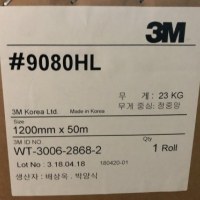 3M
#9080HL
무 게 : 23 KG
무게 중심: 정중앙
3M Korea Ltd. Made in Korea
Size
1200mm x 50m
3M ID NO
WT-3006-2868-2
Qty
1 Roll
Lot No : 3.18.04.18
180420-01
생산자 : 배상욱 . 박양식